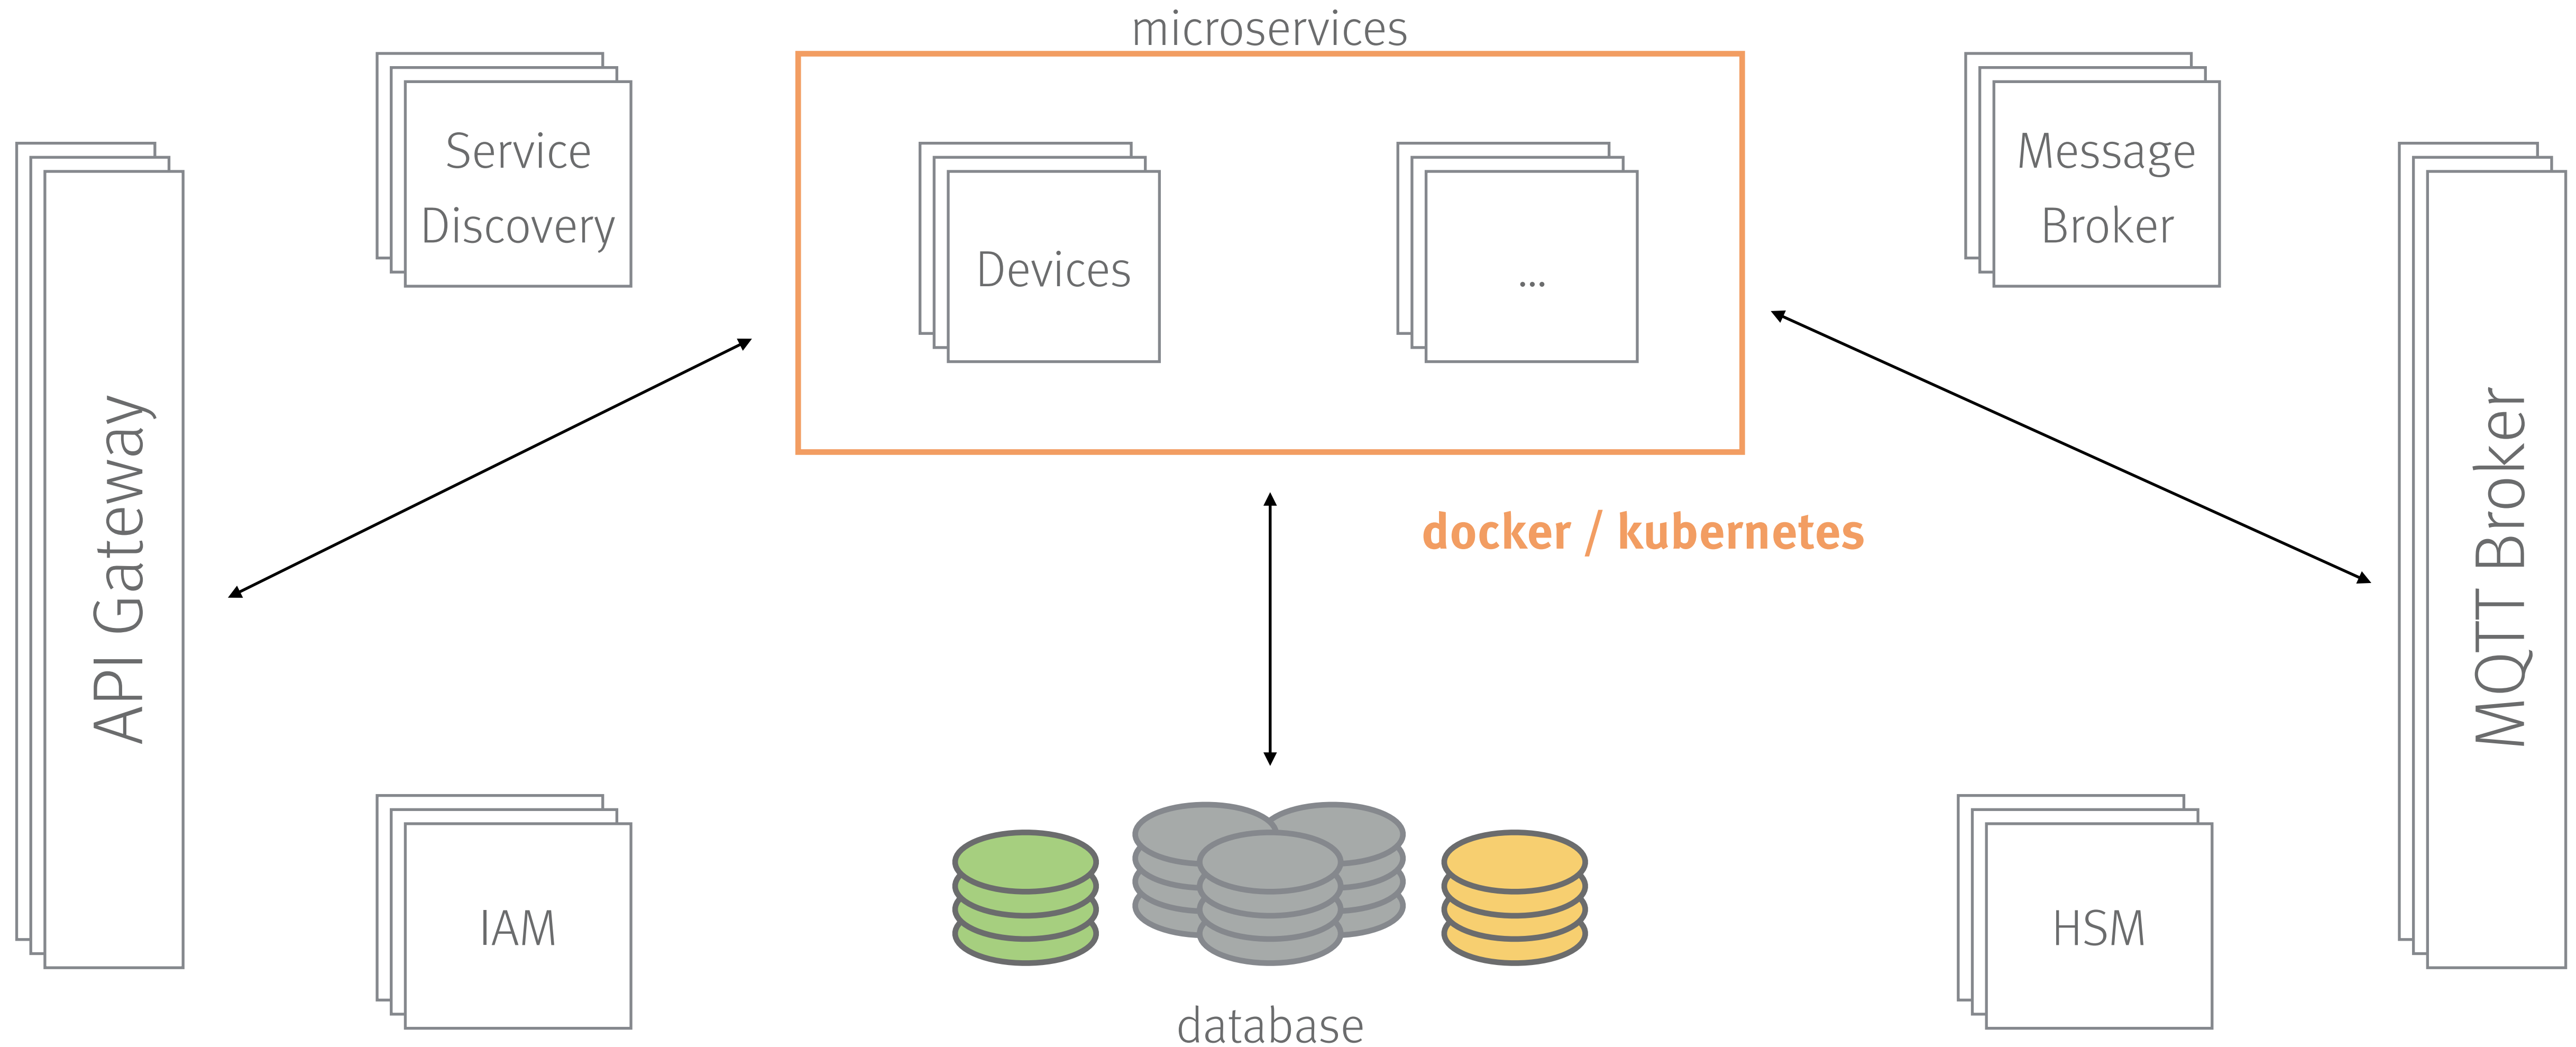 microservices
Service
Discovery
Message
Broker
Devices
...
API Gateway
MQTT Broker
docker / kubernetes
IAM
HSM
database